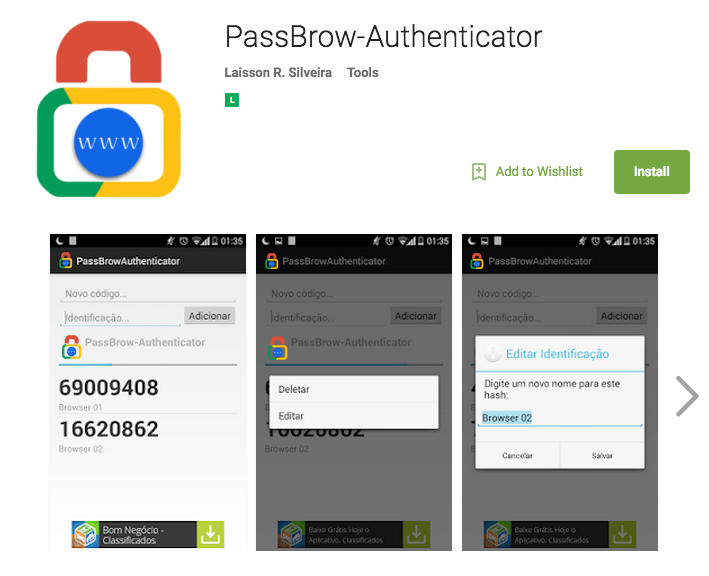 PassBrow-Authenticator
Laisson R. Silveira Tools
L
www
Add to Wishlist
Install
01:35
PassBrowAuthenticator
Novo código...
Identificação...
Adicionar
PassBrow-Authenticator
69009408
Browser 01
16620862
Browser 02
Bom Negócio -
Classificados
01:35
PassBrowAuthenticator
Novo código...
Identificação...
Adicionar
PassBrow-Authenticator
Deletar
Editar
16620862
Browser 02
Baixe Grátis Hoje o
Aplicativo. Classificados
01:35
PassBrowAuthenticator
Novo código...
Identificação...
Adicionar
Editar Identificação
Digite um novo nome para este
hash:
Browser 02
Cancelar
Salvar
Browser 02
Baixe Grátis Hoje o
Aplicativo. Classificados